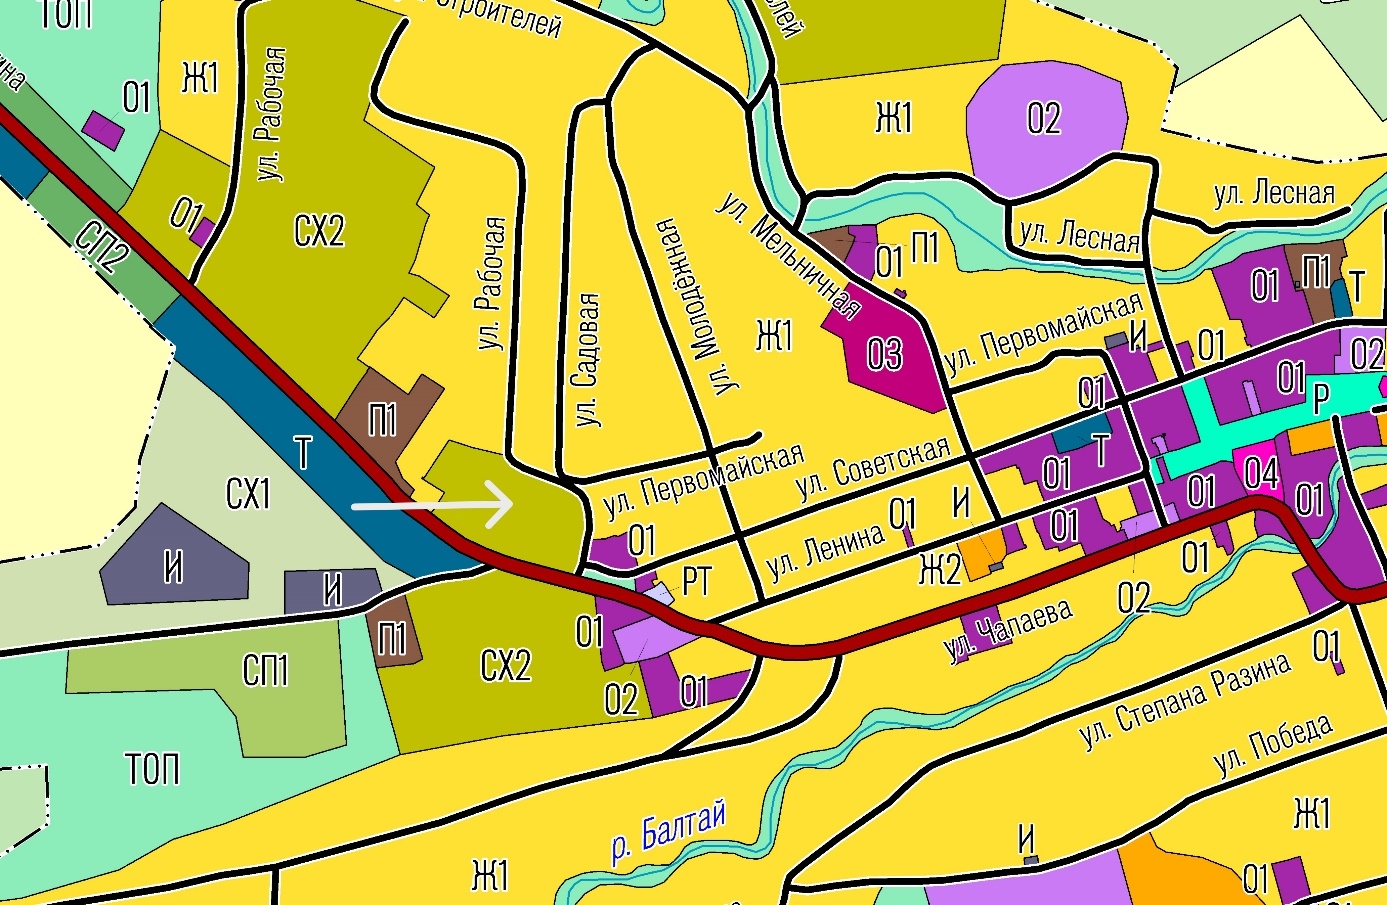 ТОП
Строителей
О1
Ж1
ул. Рабочая
Ж1
О2
О1
СП2
СХ2
ул. Мельничная
О1
П1
ул. Лесная
ул. Лесная
ул. Рабочая
ул. Садовая
ул. Молодёжная
Ж1
О3
ул. Первомайская
И
О1
О1
П1
Т
О2
О1
Р
О1
П1
Т
СХ1
ул. Первомайская
ул. Советская
О1
Т
О1
О4
О1
О1
И
О1
О1
ул. Ленина
РТ
Ж2
О1
О2
И
И
П1
СП1
СХ2
О1
О2
О1
ул. Чапаева
О1
ул. Степана Разина
ул. Победа
ТОП
р. Балтай
Ж1
И
Ж1
О1